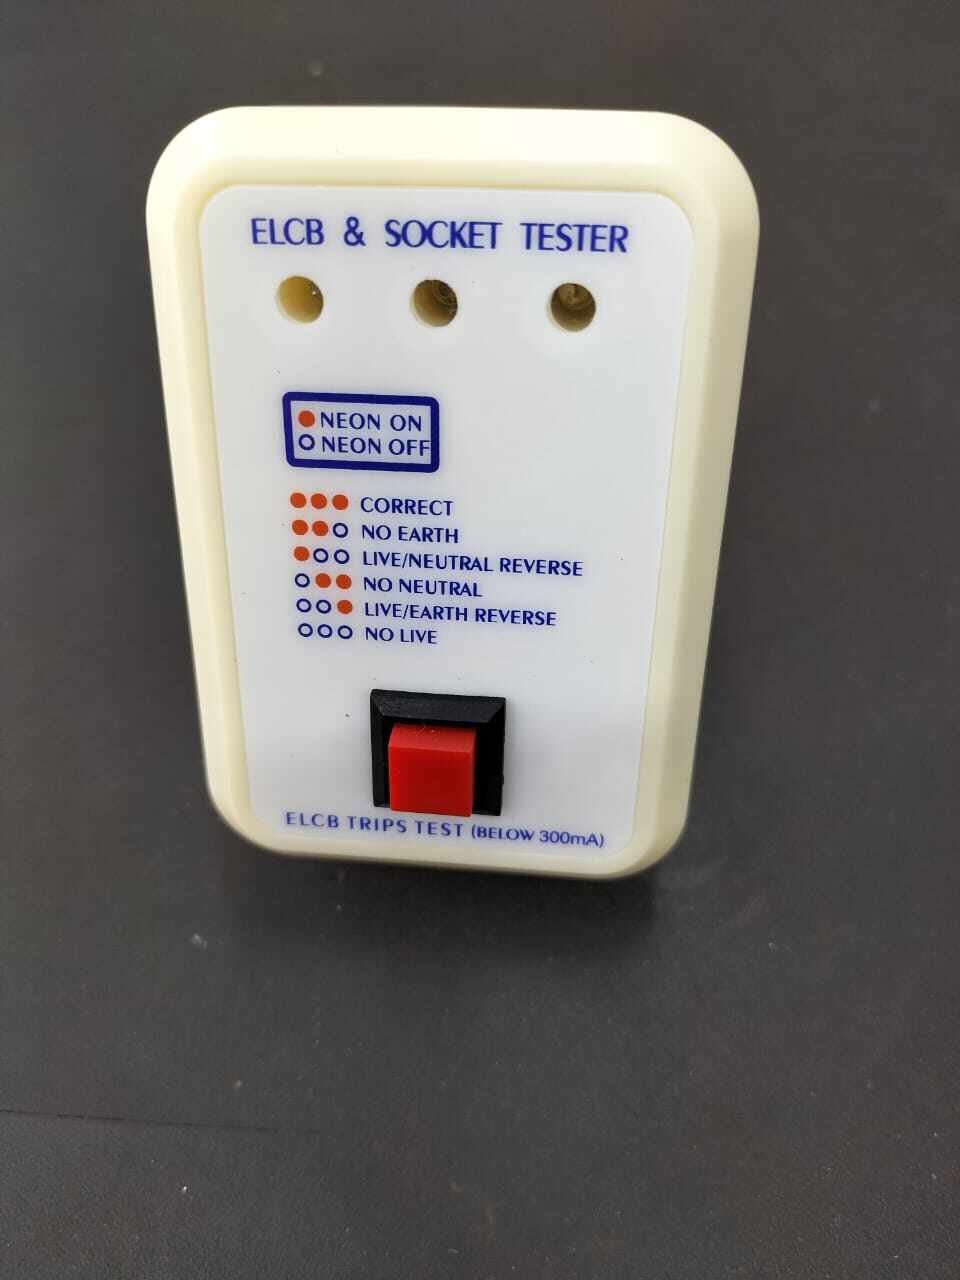 ELCB & SOCKET TESTER
NEON ON
NEON OFF
CORRECT
NO EARTH
LIVE/NEUTRAL REVERSE
NO NEUTRAL
LIVE/EARTH REVERSE
NO LIVE
ELCB TRIPS TEST (BELOW 300mA)